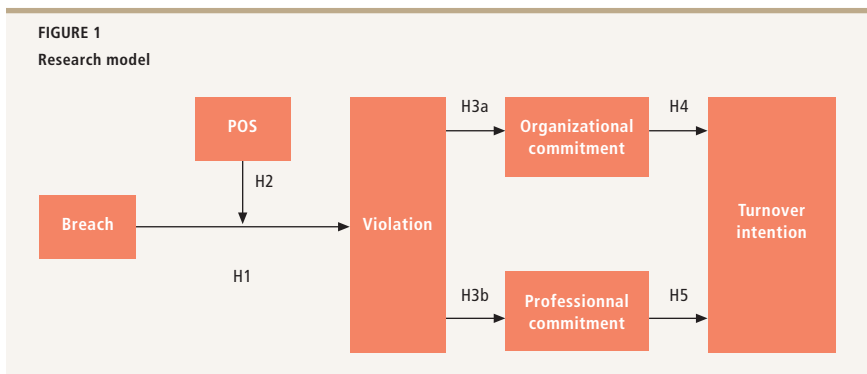 FIGURE 1
Research model
POS
H2
Breach
H1
Violation
H3a
Organizational
commitment
H4
H3b
Professionnal
commitment
H5
Turnover
intention